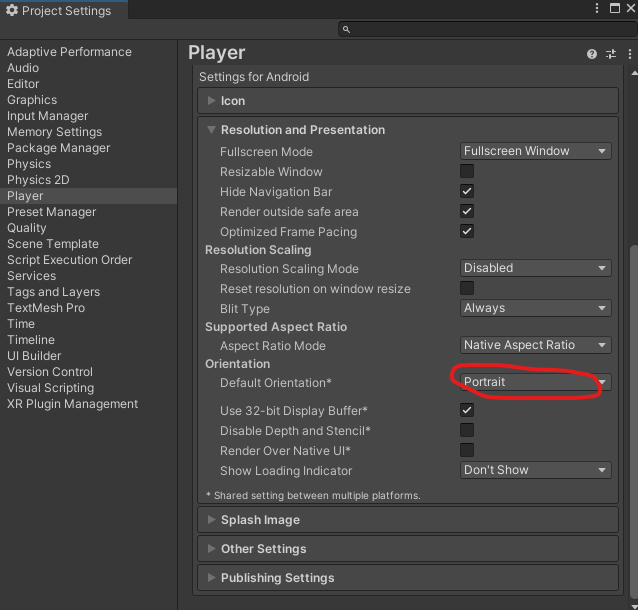 Project Settings
Adaptive Performance
Audio
Editor
Graphics
Input Manager
Memory Settings
Package Manager
Physics
Physics 2D
Player
Preset Manager
Quality
Scene Template
Script Execution Order
Services
Tags and Layers
TextMesh Pro
Time
Timeline
UI Builder
Version Control
Visual Scripting
XR Plugin Management
Player
Settings for Android
Icon
Resolution and Presentation
Fullscreen Mode Fullscreen Window
Resizable Window
Hide Navigation Bar
Render outside safe area
Optimized Frame Pacing
Resolution Scaling
Resolution Scaling Mode Disabled
Reset resolution on window resize
Blit Type Always
Supported Aspect Ratio
Aspect Ratio Mode Native Aspect Ratio
Orientation
Default Orientation* Portrait
Use 32-bit Display Buffer*
Disable Depth and Stencil*
Render Over Native UI*
Show Loading Indicator Don't Show
* Shared setting between multiple platforms.
Splash Image
Other Settings
Publishing Settings